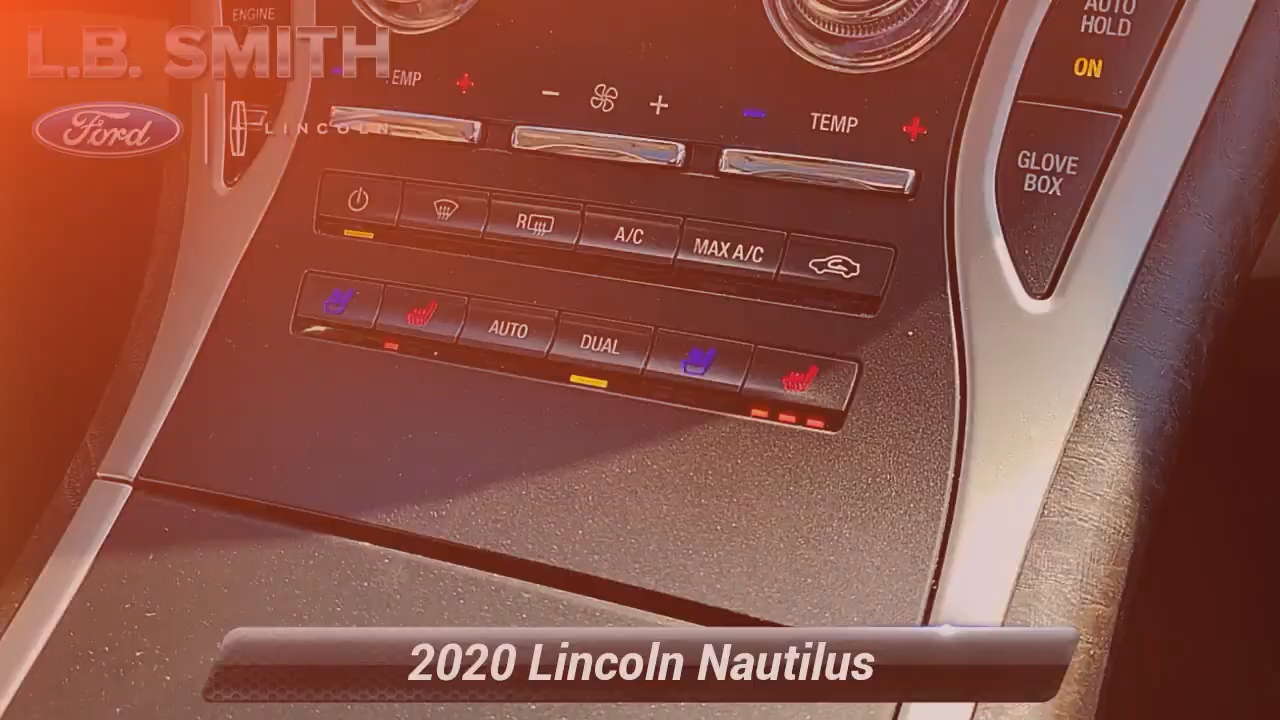 ENGINE
L.B. SMITH
Ford
LINCOLN
TEMP
TEMP
AUTO
HOLD
ON
GLOVE
BOX
R
A/C
MAX A/C
AUTO
DUAL
2020 Lincoln Nautilus